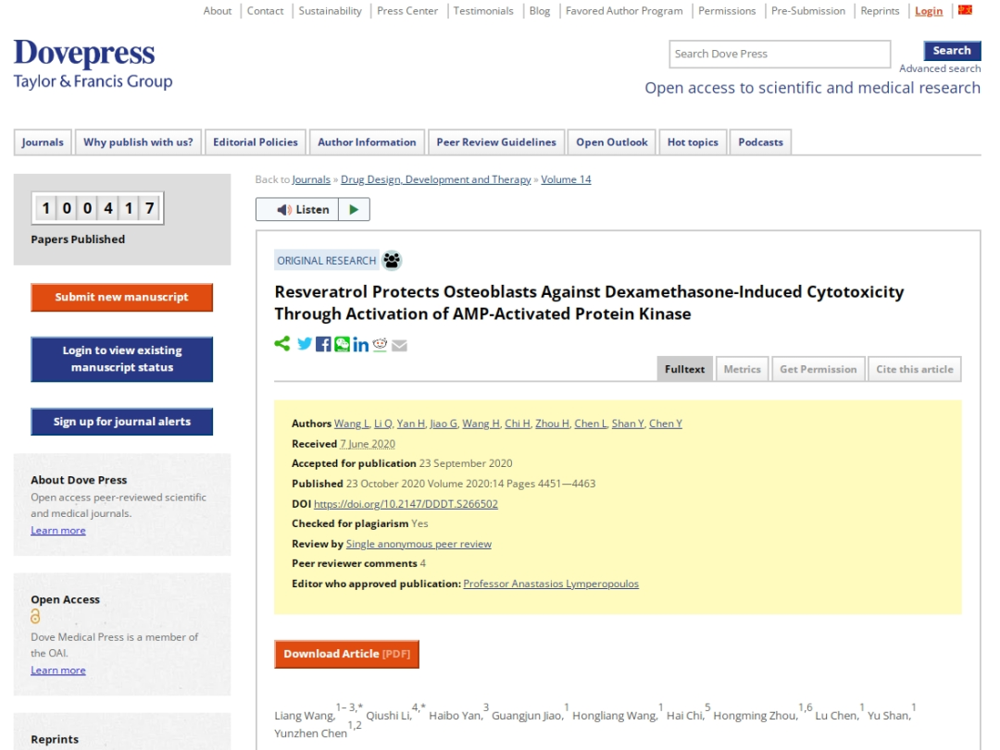 About Contact Sustainability Press Center Testimonials Blog Favored Author Program Permissions Pre-Submission Reprints Login
Dovepress
Taylor & Francis Group
Search Dove Press
Search
Advanced search
Open access to scientific and medical research
Journals Why publish with us? Editorial Policies Author Information Peer Review Guidelines Open Outlook Hot topics Podcasts
100417
Papers Published
Submit new manuscript
Login to view existing
manuscript status
Sign up for journal alerts
About Dove Press
Open access peer-reviewed scientific
and medical journals.
Learn more
Open Access
Dove Medical Press is a member of
the OAI.
Learn more
Reprints
Back to Journals » Drug Design, Development and Therapy » Volume 14
Listen
ORIGINAL RESEARCH
Resveratrol Protects Osteoblasts Against Dexamethasone-Induced Cytotoxicity
Through Activation of AMP-Activated Protein Kinase
Fulltext Metrics Get Permission Cite this article
Authors Wang L, Li Q, Yan H, Jiao G, Wang H, Chi H, Zhou H, Chen L, Shan Y, Chen Y
Received 7 June 2020
Accepted for publication 23 September 2020
Published 23 October 2020 Volume 2020:14 Pages 4451—4463
DOI https://doi.org/10.2147/DDDT.S266502
Checked for plagiarism Yes
Review by Single anonymous peer review
Peer reviewer comments 4
Editor who approved publication: Professor Anastasios Lymperopoulos
Download Article [PDF]
Liang Wang,1–3,* Qiushi Li,4,* Haibo Yan,3 Guangjun Jiao,1 Hongliang Wang,1 Hai Chi,5 Hongming Zhou,1,6 Lu Chen,1 Yu Shan,1
Yunzhen Chen1,2